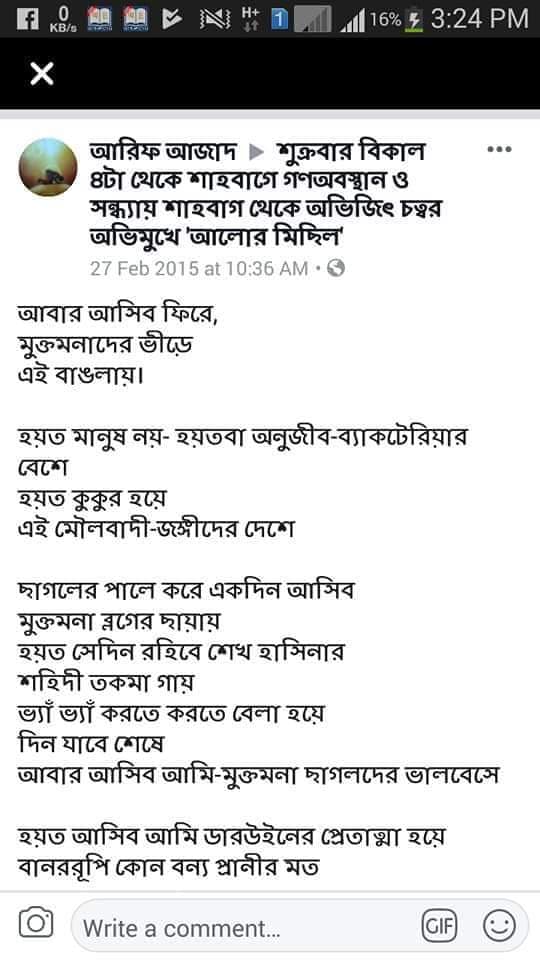 0
KB/s
H+
1
16%
3:24 PM
আরিফ আজাদ ▶ শুক্রবার বিকাল
৪টা থেকে শাহবাগে গণঅবস্থান ও
সন্ধ্যায় শাহবাগ থেকে অভিজিৎ চত্বর
অভিমুখে 'আলোর মিছিল'
27 Feb 2015 at 10:36 AM •
আবার আসিব ফিরে,
মুক্তমনাদের ভীড়ে
এই বাঙলায়।
হয়ত মানুষ নয়- হয়তবা অনুজীব-ব্যাকটেরিয়ার
বেশে
হয়ত কুকুর হয়ে
এই মৌলবাদী-জঙ্গীদের দেশে
ছাগলের পালে করে একদিন আসিব
মুক্তমনা ব্লগের ছায়ায়
হয়ত সেদিন রহিবে শেখ হাসিনার
শহিদী তকমা গায়
ভ্যাঁ ভ্যাঁ করতে করতে বেলা হয়ে
দিন যাবে শেষে
আবার আসিব আমি-মুক্তমনা ছাগলদের ভালবেসে
হয়ত আসিব আমি ডারউইনের প্রেতাত্মা হয়ে
বানররূপি কোন বন্য প্রানীর মত
Write a comment...
GIF